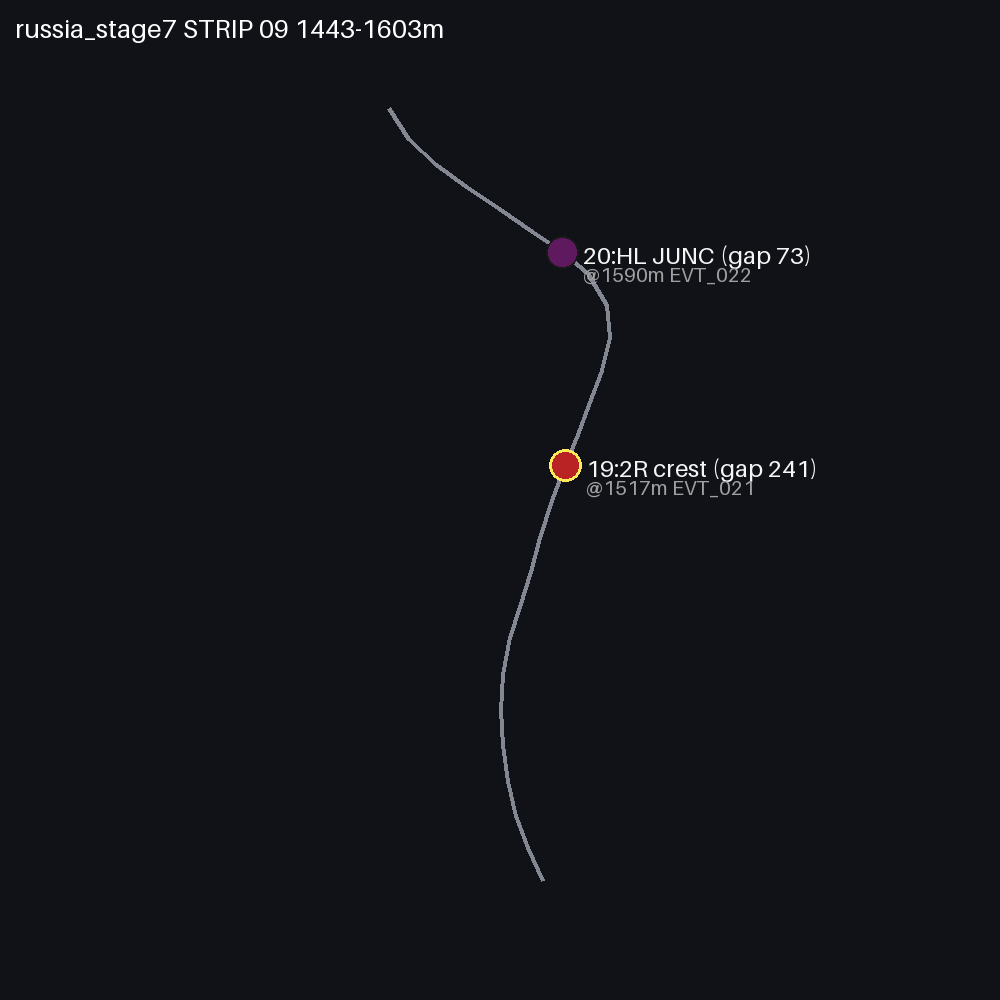 russia_stage7 STRIP 09 1443-1603m
20:HL JUNC (gap 73)
@1590m EVT_022
19:2R crest (gap 241)
@1517m EVT_021